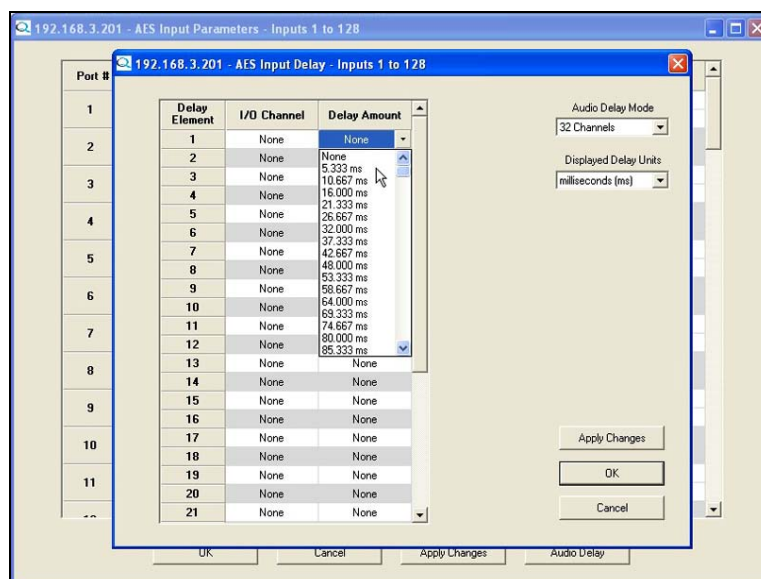 192.168.3.201 - AES Input Parameters - Inputs 1 to 128
Port #
1
2
3
4
5
6
7
8
9
10
11
192.168.3.201 - AES Input Delay - Inputs 1 to 128
Delay Element I/O Channel Delay Amount
1 None None
2 None
3 None
4 None
5 None
6 None
7 None
8 None
9 None
10 None
11 None
12 None
None
5.333 ms
10.667 ms
16.000 ms
21.333 ms
26.667 ms
32.000 ms
37.333 ms
42.667 ms
48.000 ms
53.333 ms
58.667 ms
64.000 ms
69.333 ms
74.667 ms
80.000 ms
85.333 ms
13 None None
14 None None
15 None None
16 None None
17 None None
18 None None
19 None None
20 None None
21 None None
Audio Delay Mode
32 Channels
Displayed Delay Units
milliseconds (ms)
Apply Changes
OK
Cancel
OK Cancel Apply Changes Audio Delay